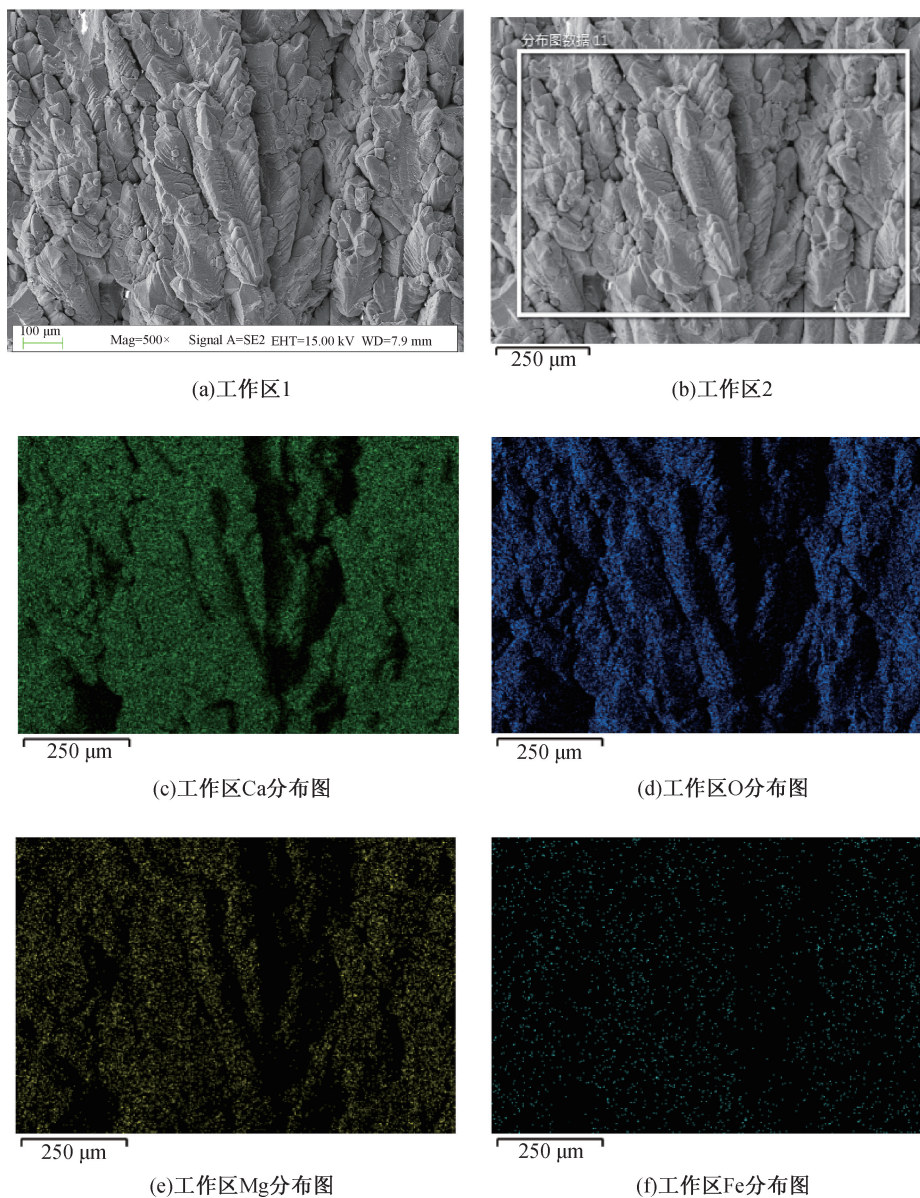 分布图数据 11
100 μm Mag=500× Signal A=SE2 EHT=15.00 kV WD=7.9 mm
250 μm
(a)工作区1
(b)工作区2
250 μm
250 μm
(c)工作区Ca分布图
(d)工作区O分布图
250 μm
250 μm
(e)工作区Mg分布图
(f)工作区Fe分布图